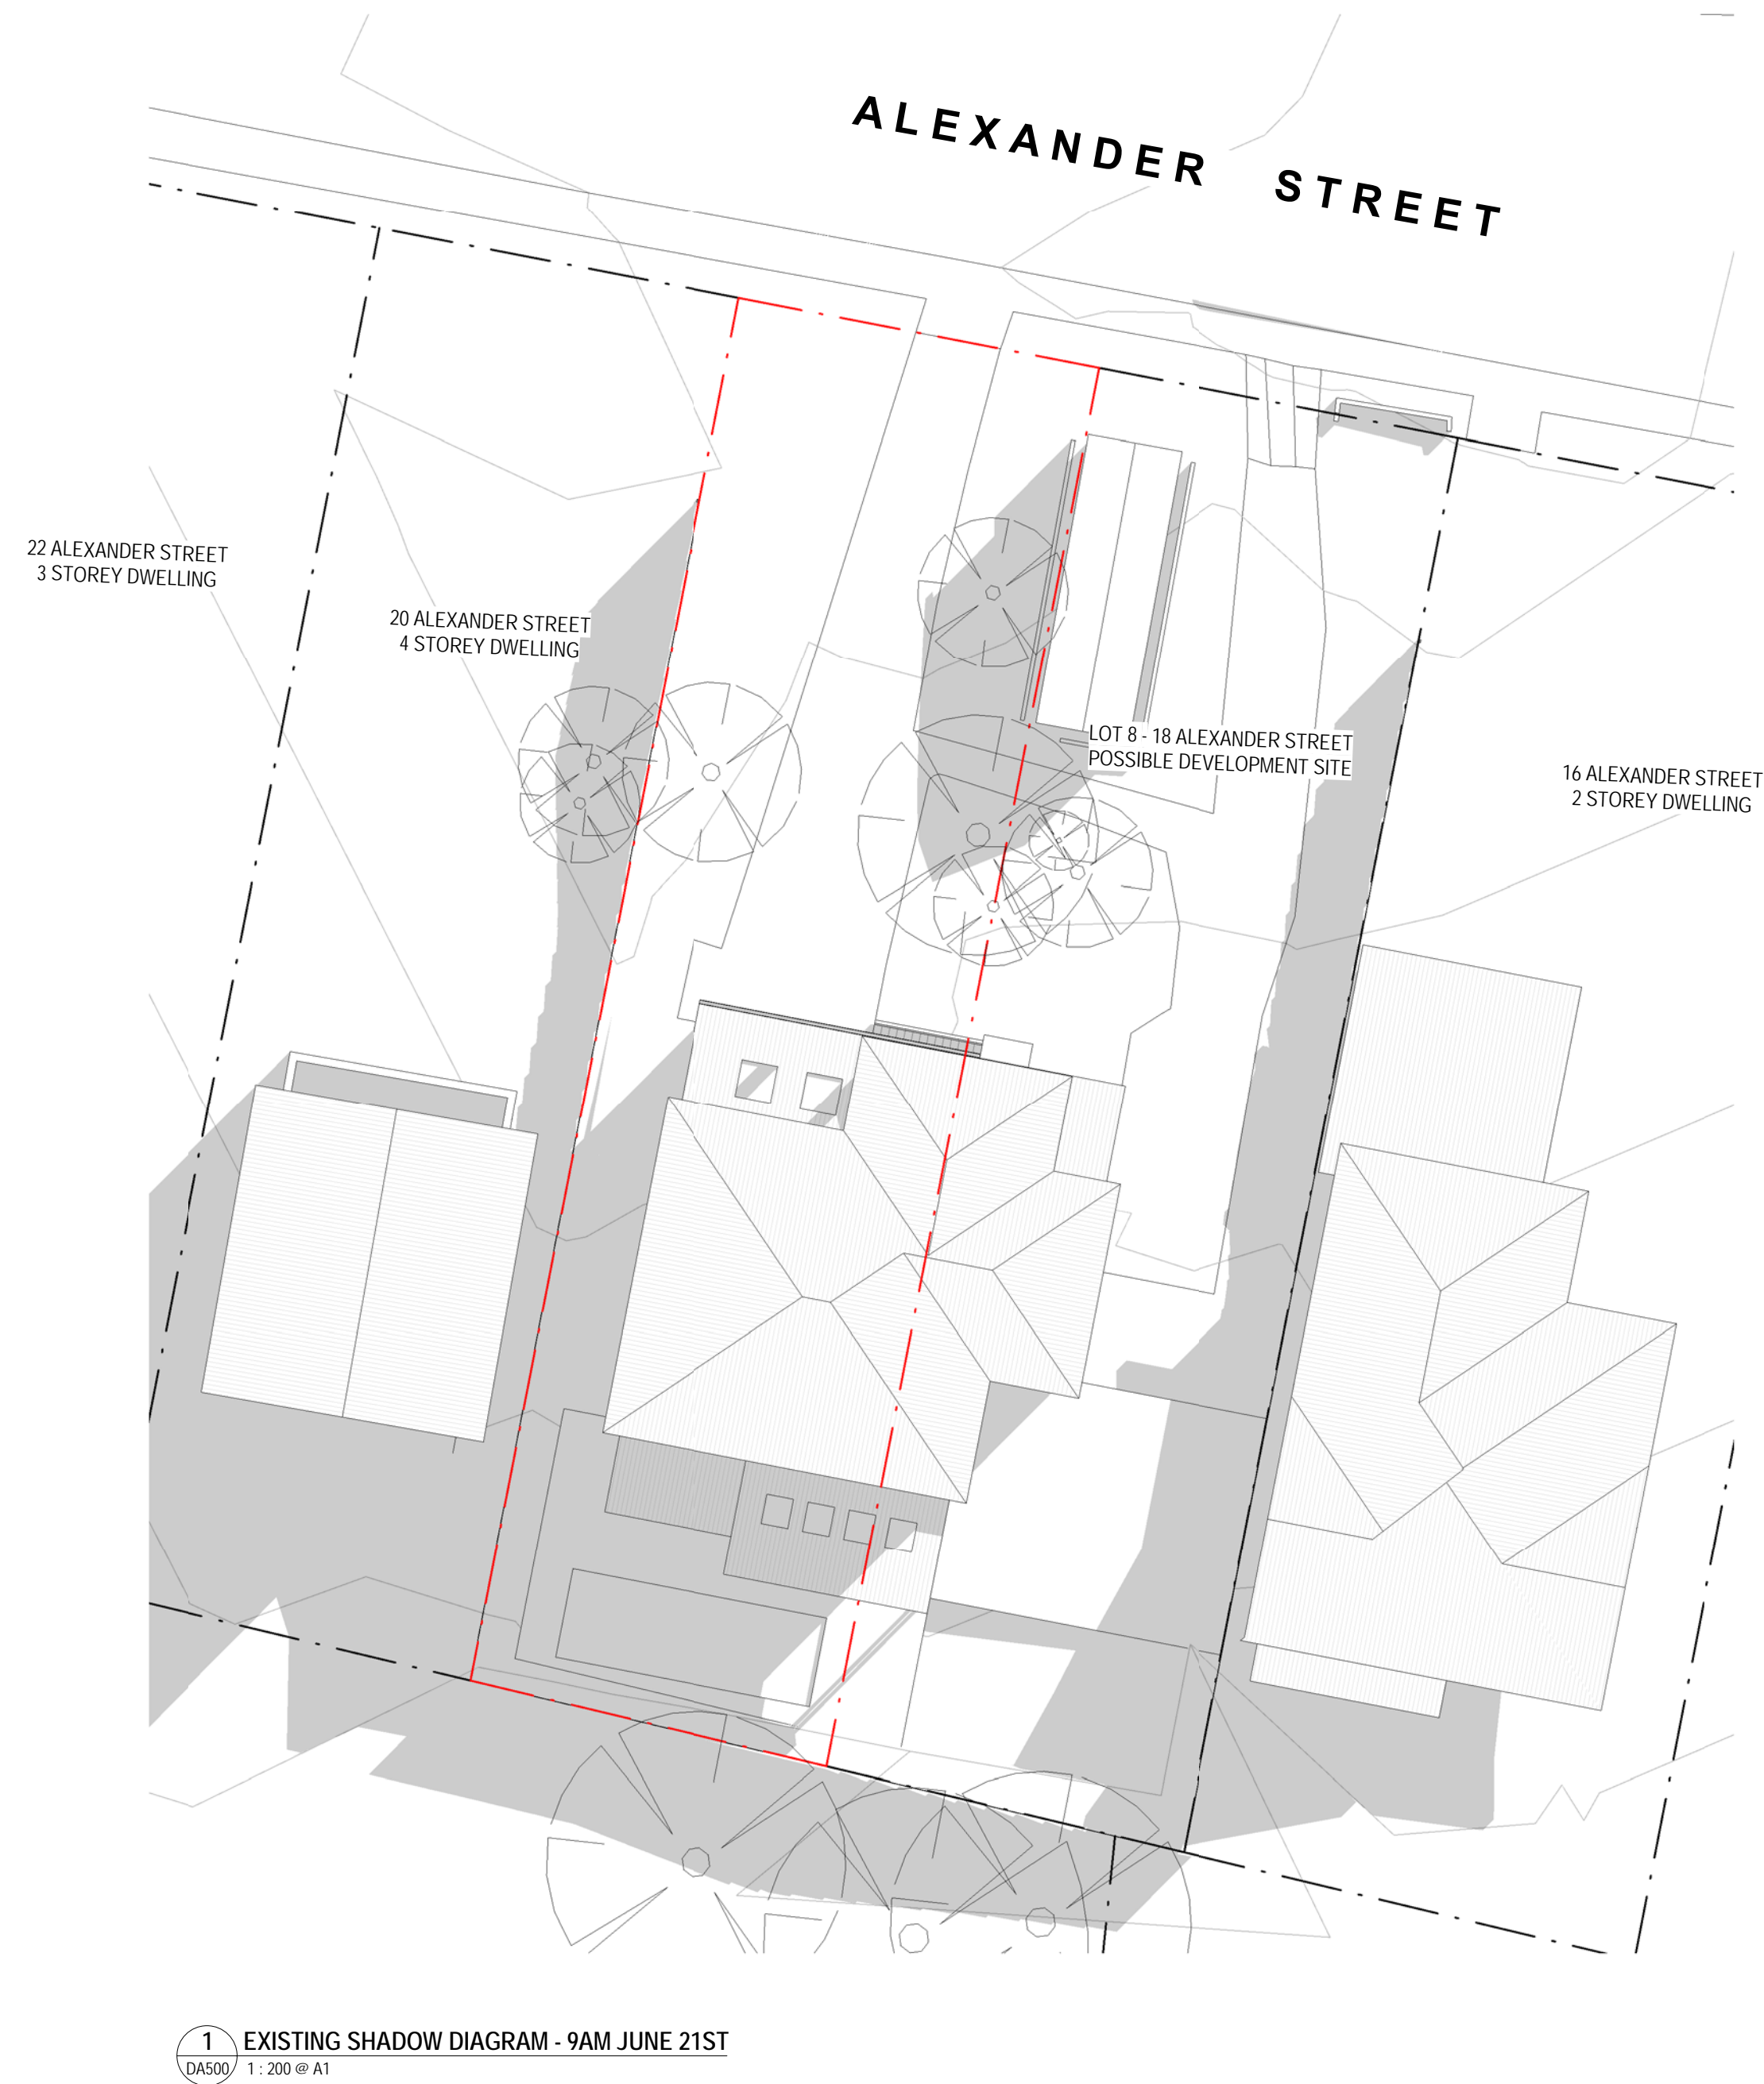 ALEXANDER STREET
22 ALEXANDER STREET
3 STOREY DWELLING
20 ALEXANDER STREET
4 STOREY DWELLING
LOT 8 - 18 ALEXANDER STREET
POSSIBLE DEVELOPMENT SITE
16 ALEXANDER STREET
2 STOREY DWELLING
1 EXISTING SHADOW DIAGRAM - 9AM JUNE 21ST
DA500 1 : 200 @ A1